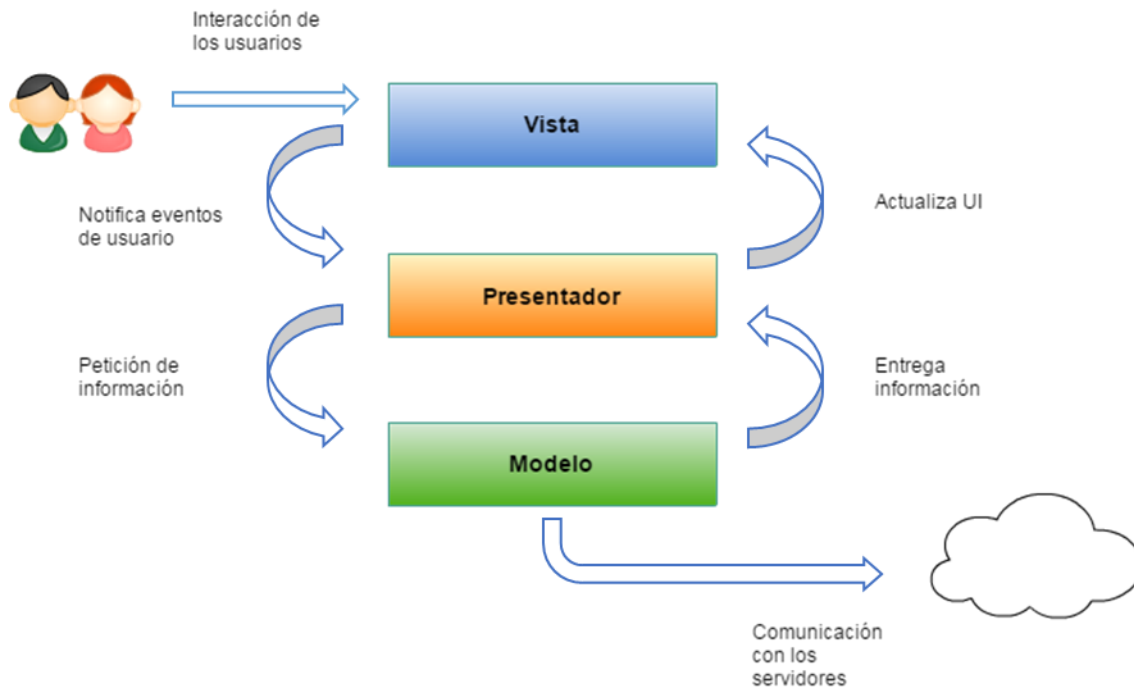 Interacción de
los usuarios
Vista
Notifica eventos
de usuario
Actualiza UI
Presentador
Petición de
información
Entrega
información
Modelo
Comunicación
con los
servidores